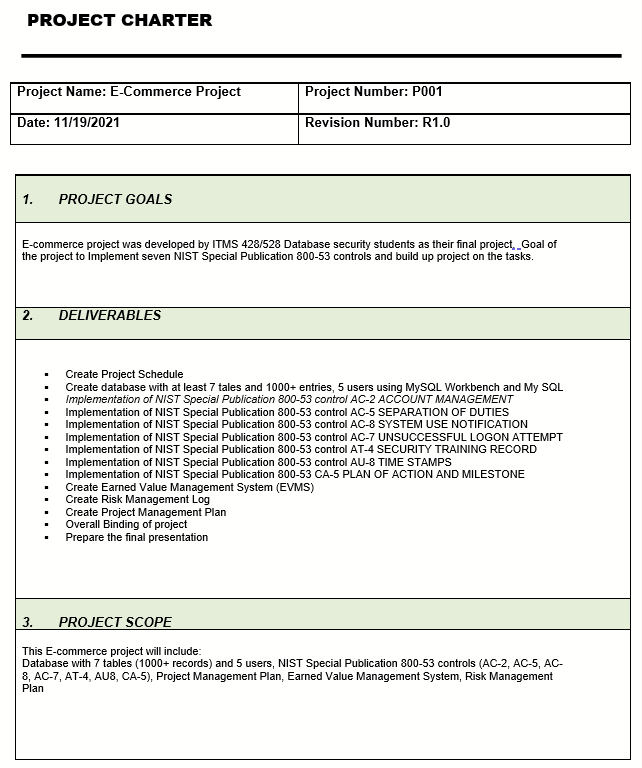 PROJECT CHARTER
Project Name: E-Commerce Project
Project Number: P001
Date: 11/19/2021
Revision Number: R1.0
1. PROJECT GOALS
E-commerce project was developed by ITMS 428/528 Database security students as their final project,  Goal of
the project to Implement seven NIST Special Publication 800-53 controls and build up project on the tasks.
2. DELIVERABLES
▪ Create Project Schedule
▪ Create database with at least 7 tales and 1000+ entries, 5 users using MySQL Workbench and My SQL
▪ Implementation of NIST Special Publication 800-53 control AC-2 ACCOUNT MANAGEMENT
▪ Implementation of NIST Special Publication 800-53 control AC-5 SEPARATION OF DUTIES
▪ Implementation of NIST Special Publication 800-53 control AC-8 SYSTEM USE NOTIFICATION
▪ Implementation of NIST Special Publication 800-53 control AC-7 UNSUCCESSFUL LOGON ATTEMPT
▪ Implementation of NIST Special Publication 800-53 control AT-4 SECURITY TRAINING RECORD
▪ Implementation of NIST Special Publication 800-53 control AU-8 TIME STAMPS
▪ Implementation of NIST Special Publication 800-53 CA-5 PLAN OF ACTION AND MILESTONE
▪ Create Earned Value Management System (EVMS)
▪ Create Risk Management Log
▪ Create Project Management Plan
▪ Overall Binding of project
▪ Prepare the final presentation
3. PROJECT SCOPE
This E-commerce project will include:
Database with 7 tables (1000+ records) and 5 users, NIST Special Publication 800-53 controls (AC-2, AC-5, AC-
8, AC-7, AT-4, AU8, CA-5), Project Management Plan, Earned Value Management System, Risk Management
Plan